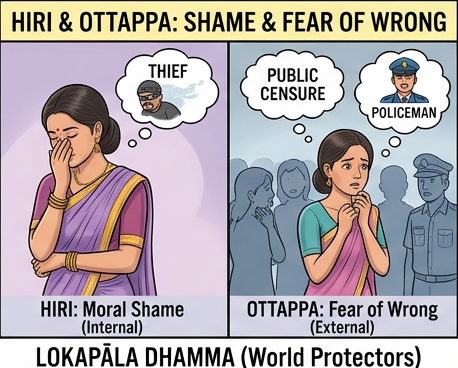 HIRI & OTTAPPA: SHAME & FEAR OF WRONG
THIEF
HIRI: Moral Shame
(Internal)
PUBLIC
CENSURE
POLICEMAN
OTTAPPA: Fear of Wrong
(External)
LOKAPĀLA DHAMMA (World Protectors)